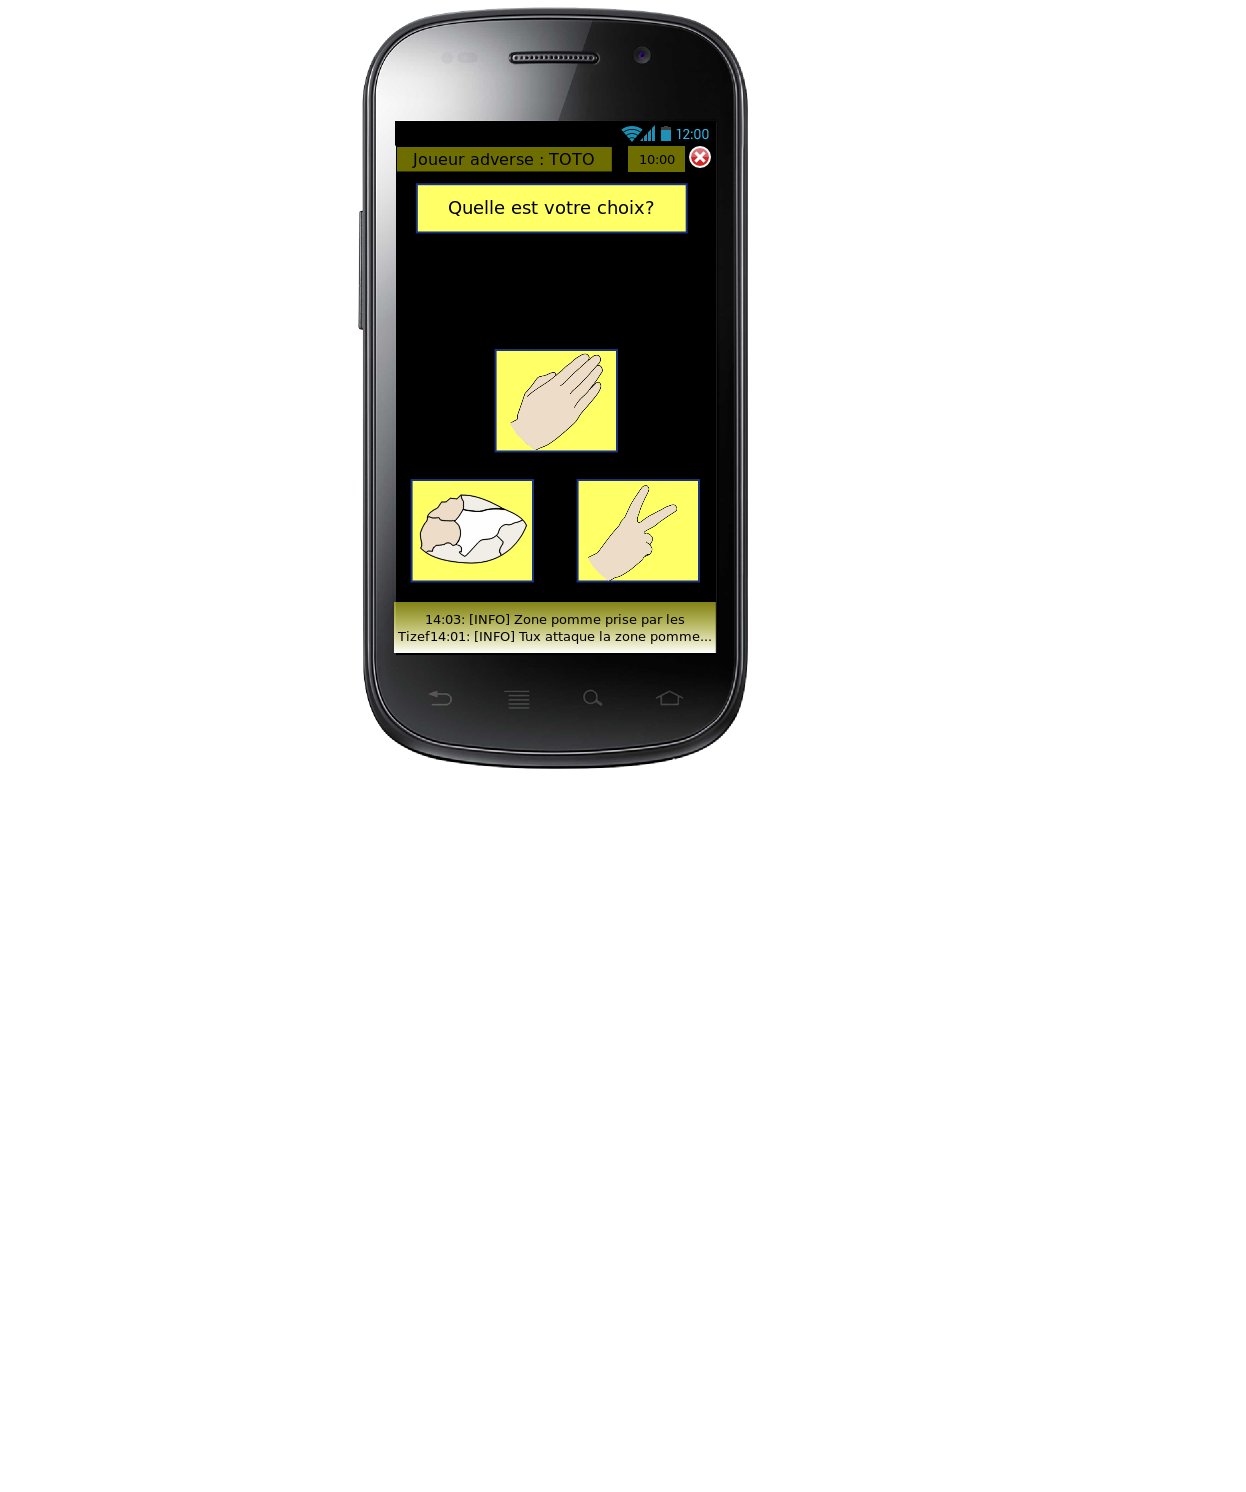 12:00
Joueur adverse : TOTO
10:00
Quelle est votre choix?
14:03: [INFO] Zone pomme prise par les
Tizef14:01: [INFO] Tux attaque la zone pomme...